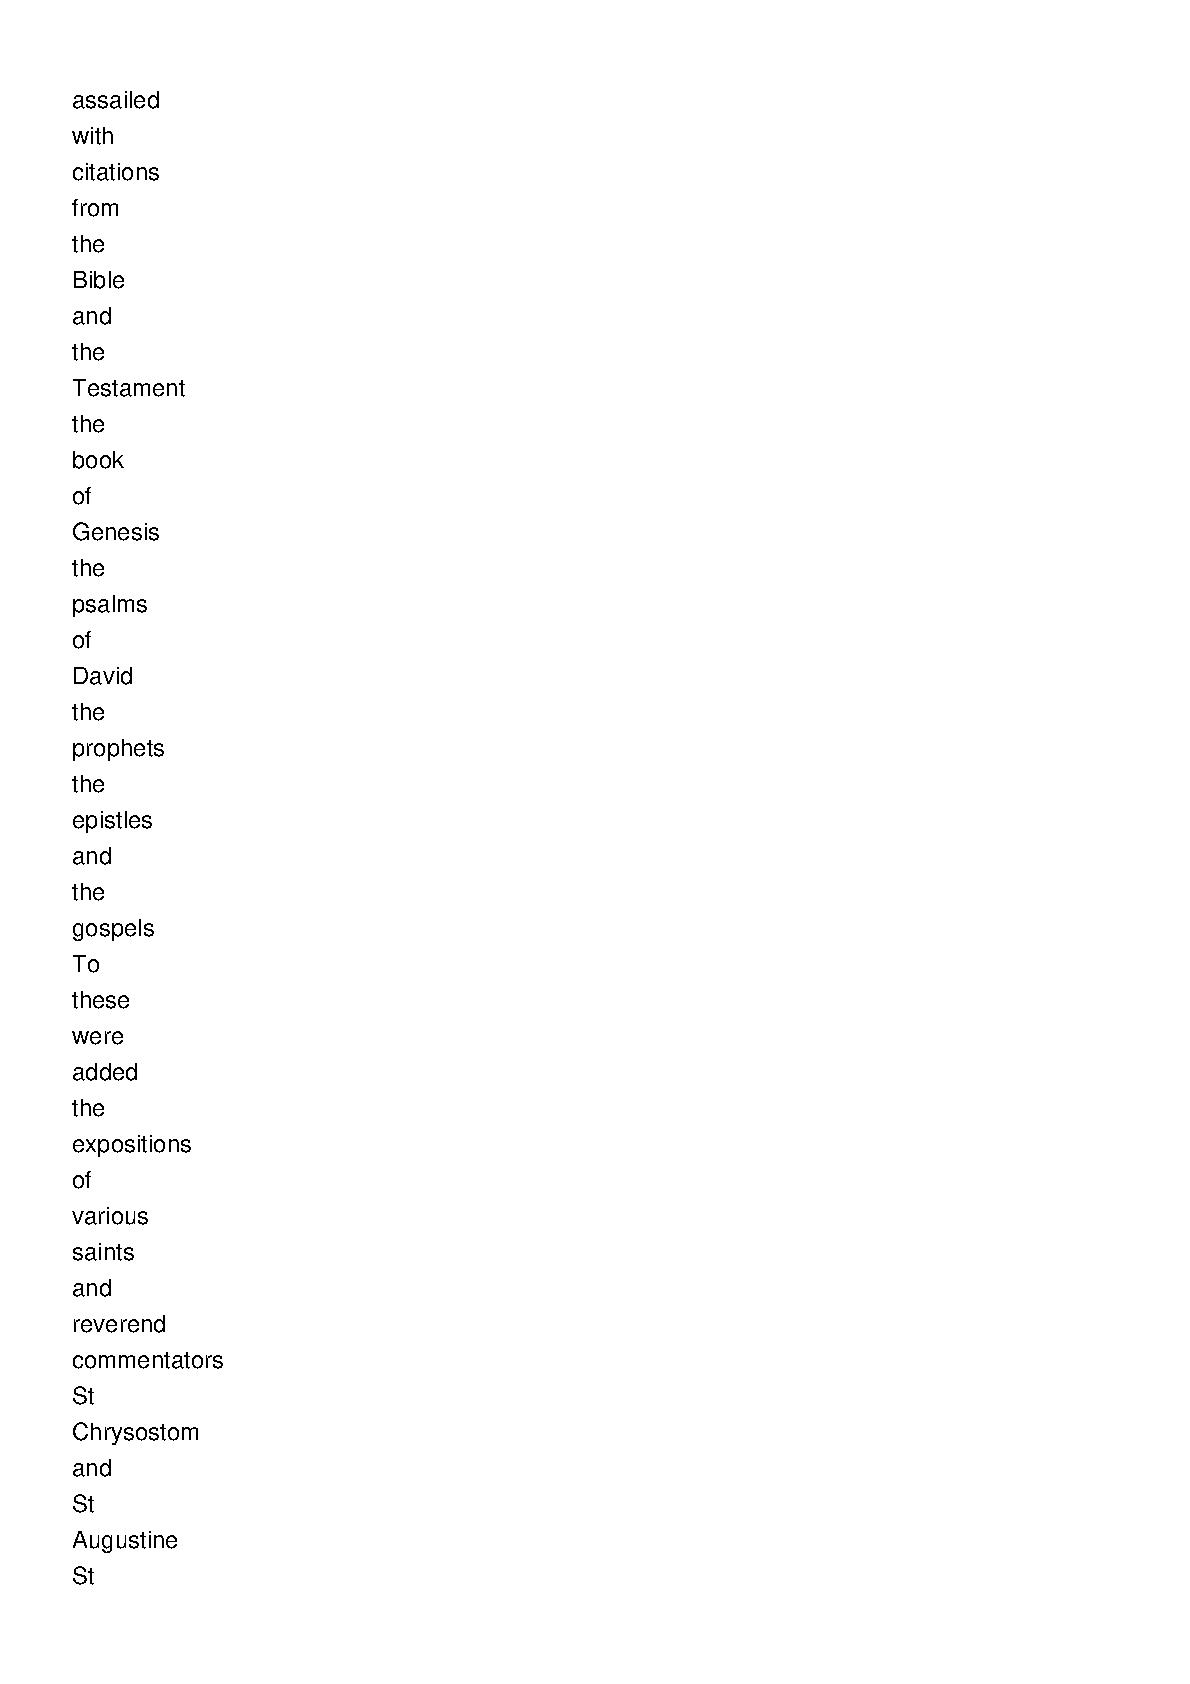 assailed
with
citations
from
the
Bible
and
the
Testament
the
book
of
Genesis
the
psalms
of
David
the
prophets
the
epistles
and
the
gospels
To
these
were
added
the
expositions
of
various
saints
and
reverend
commentators
St
Chrysostom
and
St
Augustine
St